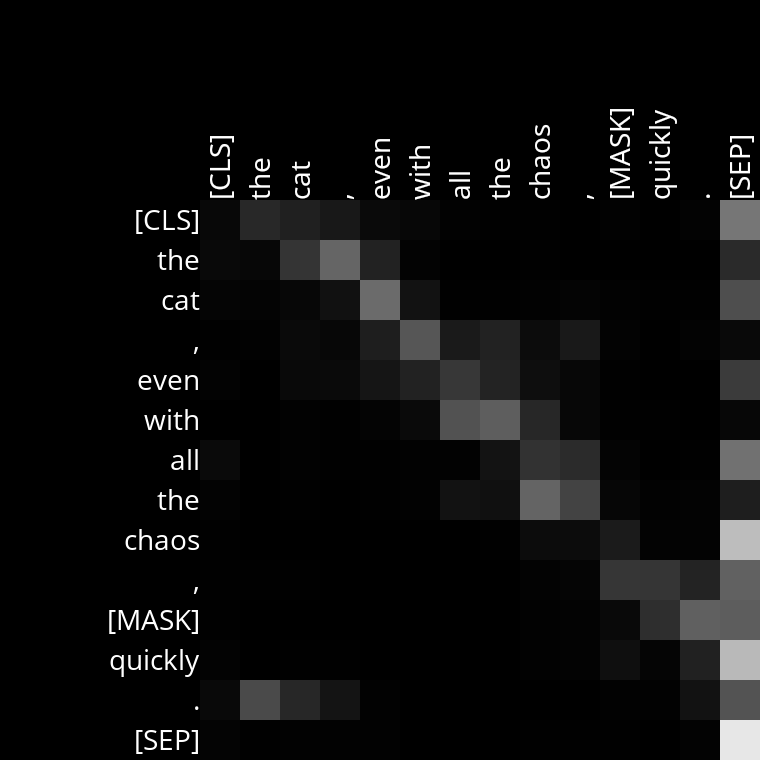 [CLS] the cat , even with all the chaos , [MASK] quickly . [SEP]
[CLS]
the
cat
,
even
with
all
the
chaos
,
[MASK]
quickly
.
[SEP]